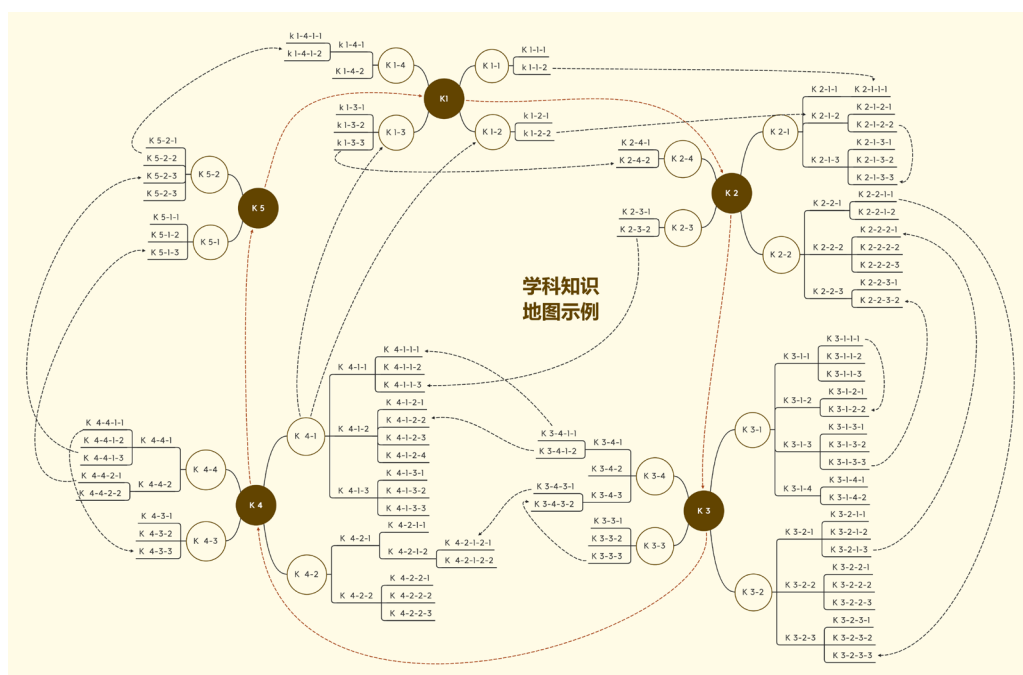 k 1-4-1-1
k 1-4-1-2
k 1-4-1
K 1-4-2
K 1-4
K1
K 1-1
K 1-1-1
k 1-1-2
k 1-3-1
k 1-3-2
k 1-3-3
K 1-3
K 1-2
k 1-2-1
k 1-2-2
K 5-2-1
K 5-2-2
K 5-2-3
K 5-2-3
K 5-2
K 5
K 5-1-1
K 5-1-2
K 5-1-3
K 5-1
K 2-4-1
K 2-4-2
K 2-4
K 2
K 2-3-1
K 2-3-2
K 2-3
K 2-1
K 2-1-1
K 2-1-1-1
K 2-1-2
K 2-1-2-1
K 2-1-2-2
K 2-1-3
K 2-1-3-1
K 2-1-3-2
K 2-1-3-3
K 2-2
K 2-2-1
K 2-2-1-1
K 2-2-1-2
K 2-2-2
K 2-2-2-1
K 2-2-2-2
K 2-2-2-3
K 2-2-3
K 2-2-3-1
K 2-2-3-2
学科知识
地图示例
K 4-4-1-1
K 4-4-1-2
K 4-4-1-3
K 4-4-1
K 4-4-2-1
K 4-4-2-2
K 4-4-2
K 4-4
K 4
K 4-3-1
K 4-3-2
K 4-3-3
K 4-3
K 4-1
K 4-1-1
K 4-1-1-1
K 4-1-1-2
K 4-1-1-3
K 4-1-2
K 4-1-2-1
K 4-1-2-2
K 4-1-2-3
K 4-1-2-4
K 4-1-3
K 4-1-3-1
K 4-1-3-2
K 4-1-3-3
K 4-2
K 4-2-1
K 4-2-1-1
K 4-2-1-2
K 4-2-1-2-1
K 4-2-1-2-2
K 4-2-2
K 4-2-2-1
K 4-2-2-2
K 4-2-2-3
K 3-4-1-1
K 3-4-1-2
K 3-4-1
K 3-4-2
K 3-4-3-1
K 3-4-3-2
K 3-4-3
K 3-4
K 3
K 3-3-1
K 3-3-2
K 3-3-3
K 3-3
K 3-1
K 3-1-1
K 3-1-1-1
K 3-1-1-2
K 3-1-1-3
K 3-1-2
K 3-1-2-1
K 3-1-2-2
K 3-1-3
K 3-1-3-1
K 3-1-3-2
K 3-1-3-3
K 3-1-4
K 3-1-4-1
K 3-1-4-2
K 3-2
K 3-2-1
K 3-2-1-1
K 3-2-1-2
K 3-2-1-3
K 3-2-2
K 3-2-2-1
K 3-2-2-2
K 3-2-2-3
K 3-2-3
K 3-2-3-1
K 3-2-3-2
K 3-2-3-3